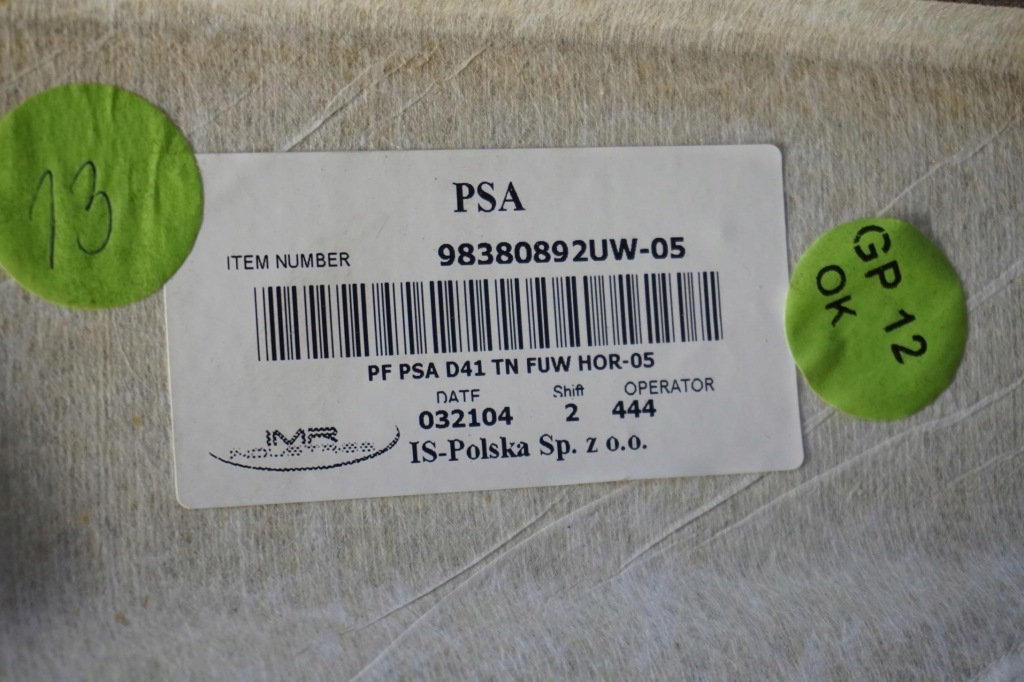 13
PSA
ITEM NUMBER 98380892UW-05
PF PSA D41 TN FUW HOR-05
DATE Shift OPERATOR
032104 2 444
IMR
INDUSTRIES
IS-Polska Sp. z o.o.
GP 12
OK